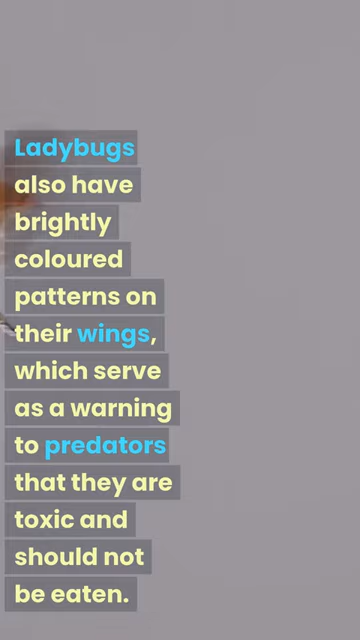 Ladybugs
also have
brightly
coloured
patterns on
their wings,
which serve
as a warning
to predators
that they are
toxic and
should not
be eaten.